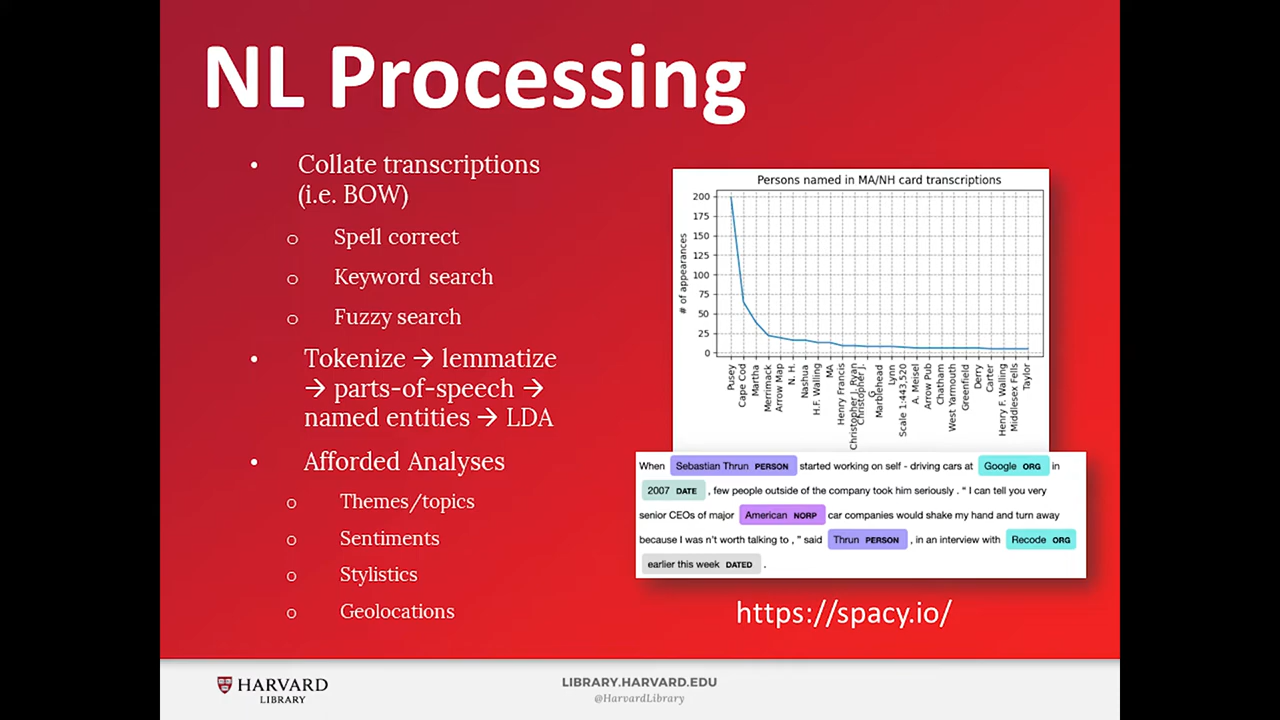 NL Processing
• Collate transcriptions
(i.e. BOW)
o Spell correct
o Keyword search
o Fuzzy search
• Tokenize → lemmatize
→ parts-of-speech →
named entities → LDA
• Afforded Analyses
o Themes/topics
o Sentiments
o Stylistics
o Geolocations
Persons named in MA/NH card transcriptions
# of appearances
200
175
150
125
100
75
50
25
0
Pusey
Cape Cod
Martha
Merrimack
Arrow Map
N. H.
Nashua
H.F. Walling
MA
Henry Francis
Christopher J. Ryan
Christopher J.
G
Marblehead
Lynn
Scale 1:443,520
A. Meisel
Arrow Pub
Chatham
West Yarmouth
Greenfield
Derry
Carter
Henry F. Walling
Middlesex Fells
Taylor
When Sebastian Thrun PERSON started working on self - driving cars at Google ORG in
2007 DATE , few people outside of the company took him seriously . “ I can tell you very
senior CEOs of major American NORP car companies would shake my hand and turn away
because I was n’t worth talking to , ” said Thrun PERSON , in an interview with Recode ORG
earlier this week DATED .
https://spacy.io/
HARVARD
LIBRARY
LIBRARY.HARVARD.EDU
@HarvardLibrary